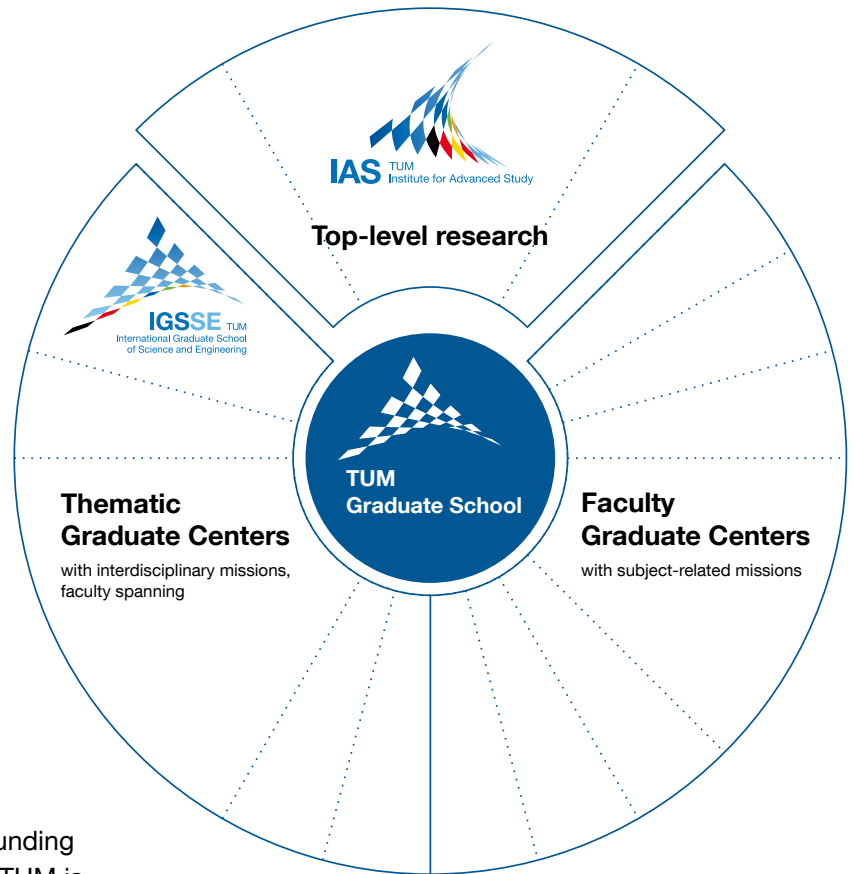 IAS TUM
Institute for Advanced Study
Top-level research
IGSSE TUM
International Graduate School
of Science and Engineering
TUM
Graduate School
Thematic
Graduate Centers
with interdisciplinary missions,
faculty spanning
Faculty
Graduate Centers
with subject-related missions